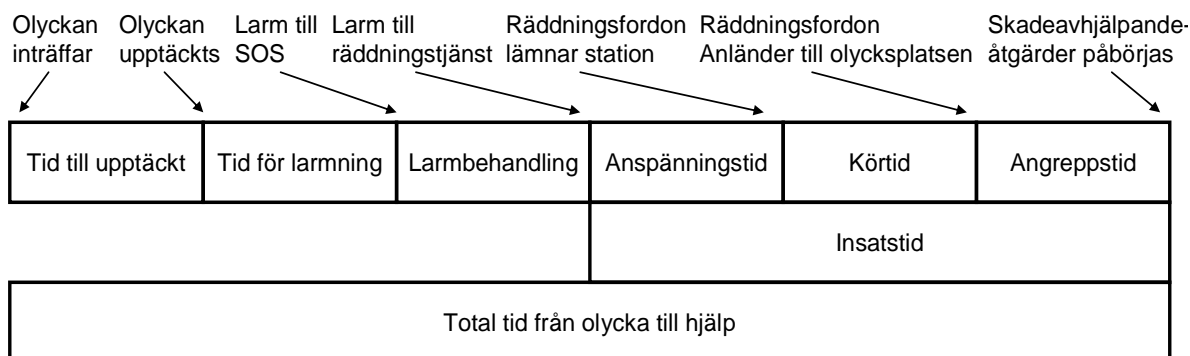 Olyckan
inträffar
Olyckan
upptäckts
Larm till
SOS
Larm till
räddningstjänst
Räddningsfordon
lämnar station
Räddningsfordon
Anländer till olycksplatsen
Skadeavhjälpande-
åtgärder påbörjas
Tid till upptäckt
Tid för larmning
Larmbehandling
Anspänningstid
Körtid
Angreppstid
Insatstid
Total tid från olycka till hjälp